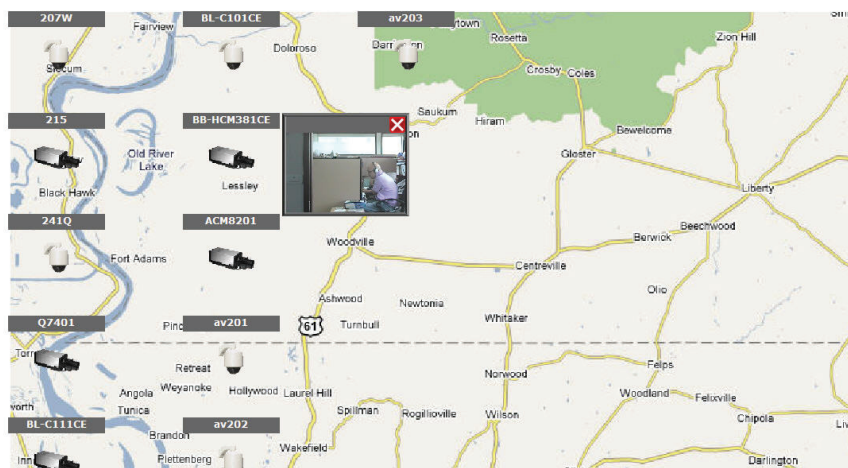 207W
BL-C101CE
av203
Fairview
Doloroso
Rosetta
Zion Hill
Crosby
Coles
Saukum
Hiram
Bewelcome
215
BB-HCM381CE
Old River
Lake
Gloster
Black Hawk
Lessley
Liberty
241Q
ACM8201
Beechwood
Woodville
Berwick
Fort Adams
Centreville
Olio
Ashwood
Newtonia
Q7401
av201
61
Turnbull
Whitaker
Retreat
Felps
Norwood
Angola
Weyanoke
Hollywood
Laurel Hill
Woodland
Felixville
Tunica
Spillman
Rogillioville
Wilson
Chipola
BL-C111CE
av202
Brandon
Wakefield
Plettenberg
Darlington